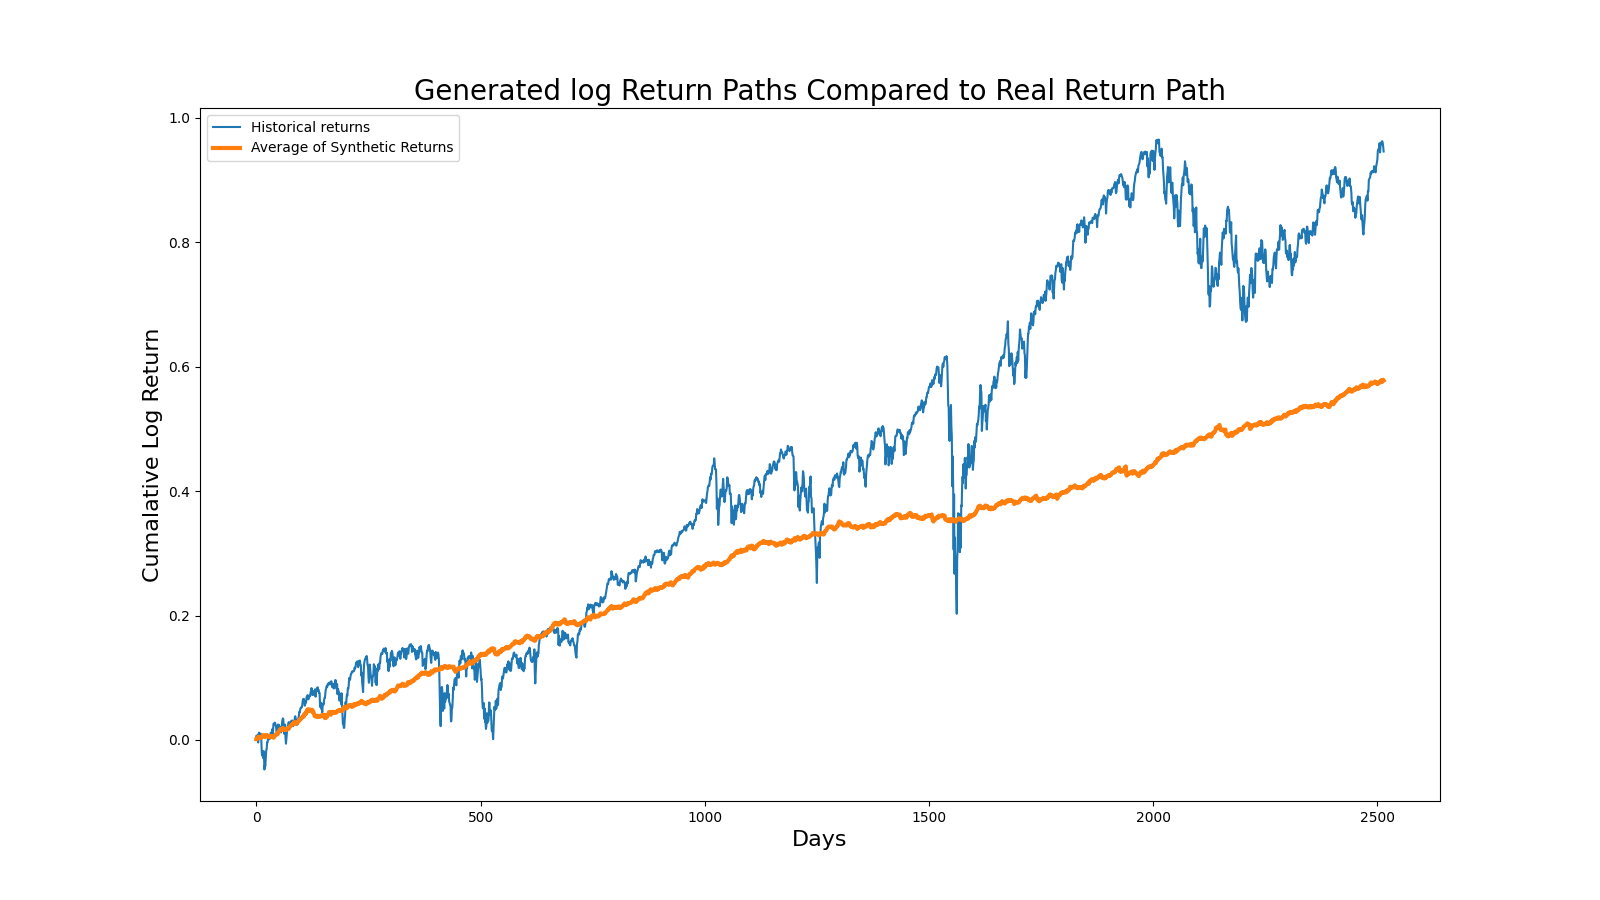 Generated log Return Paths Compared to Real Return Path
Historical returns
Average of Synthetic Returns
Cumalative Log Return
1.0
0.8
0.6
0.4
0.2
0.0
0
500
1000
1500
2000
2500
Days